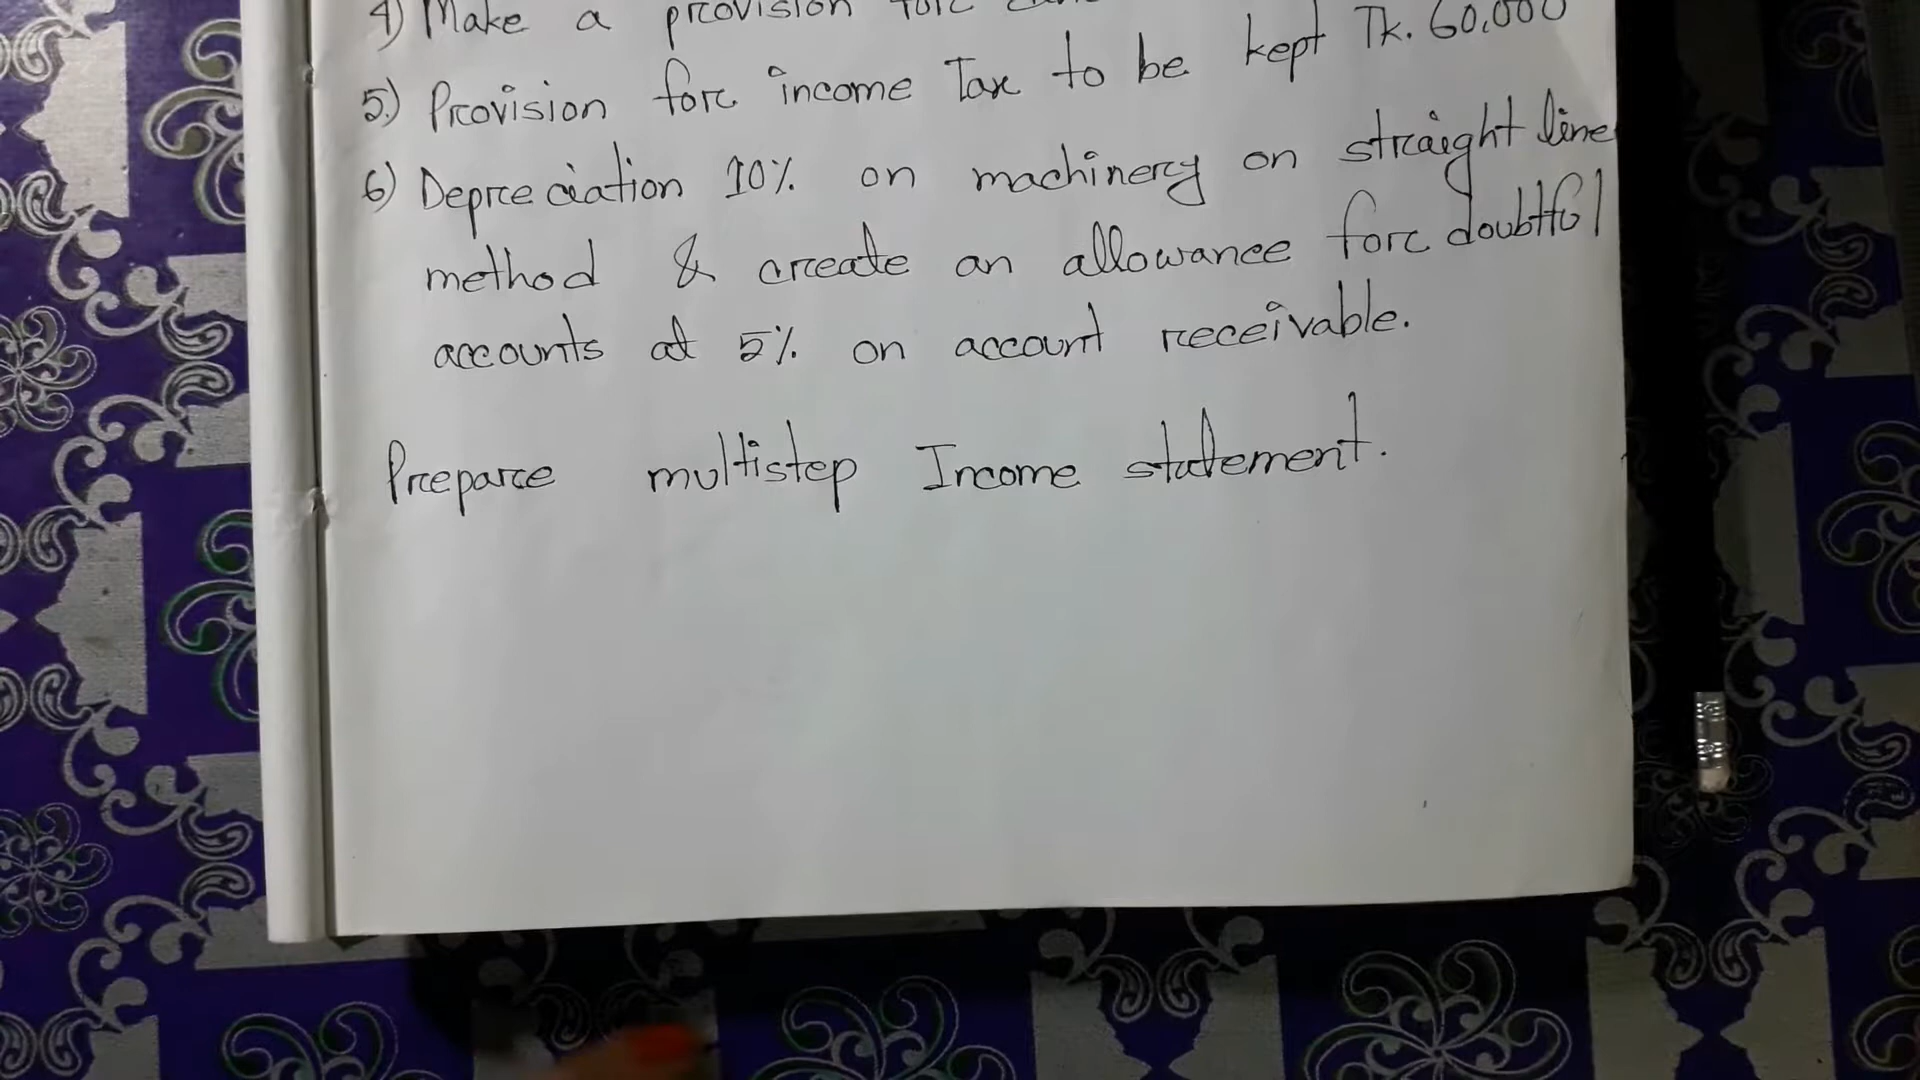 4) Make a provision for
5) Provision for income Tax to be kept Tk. 60,000
6) Depreciation 10% on machinery on straight line
method & create an allowance for doubtful
accounts at 5% on account receivable.
Prepare multistep Income statement.